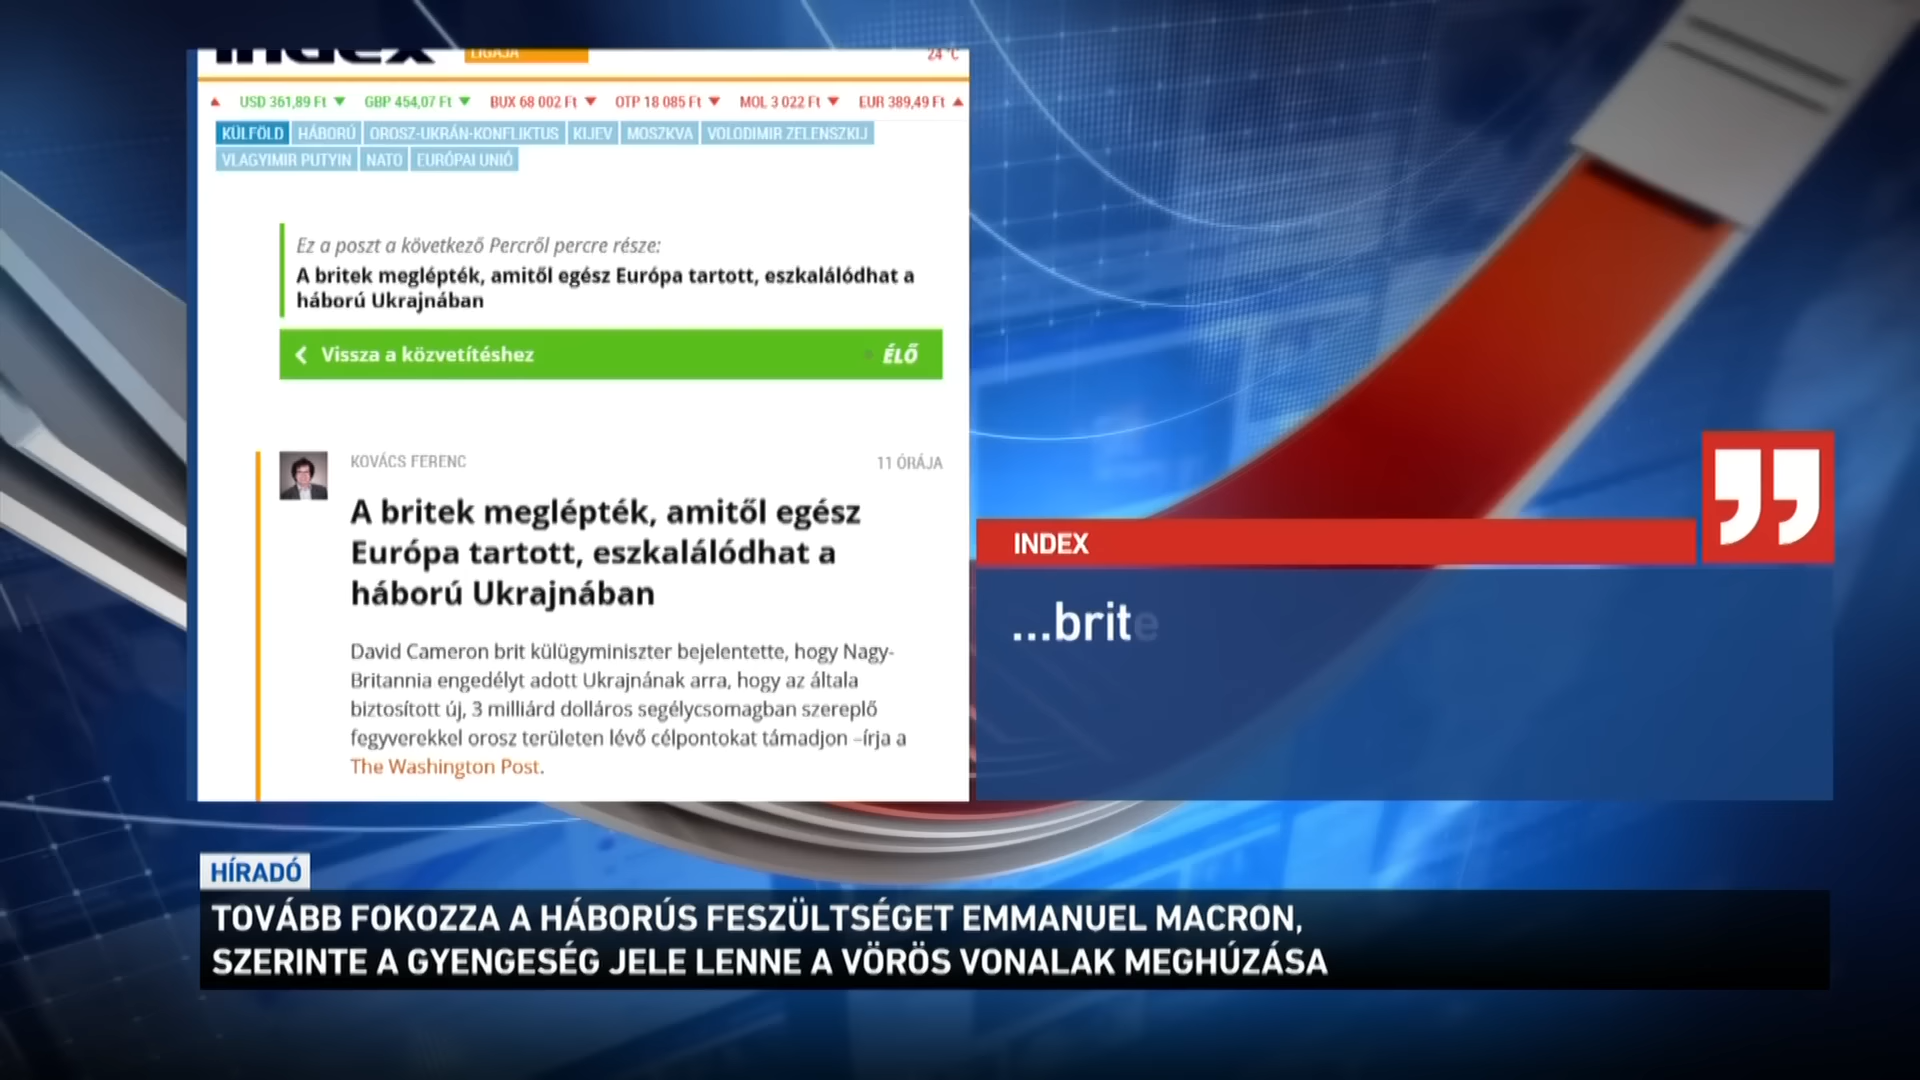 index LIGÁJA 24 °C
USD 361,89 Ft GBP 454,07 Ft BUX 68 002 Ft OTP 18 085 Ft MOL 3 022 Ft EUR 389,49 Ft
KÜLFÖLD HÁBORÚ OROSZ-UKRÁN-KONFLIKTUS KIJEV MOSZKVA VOLODIMIR ZELENSZKIJ
VLAGYIMIR PUTYIN NATO EURÓPAI UNIÓ
Ez a poszt a következő Percről percre része:
A britek meglépték, amitől egész Európa tartott, eszkalálódhat a
háború Ukrajnában
Vissza a közvetítéshez ÉLŐ
KOVÁCS FERENC 11 ÓRÁJA
A britek meglépték, amitől egész
Európa tartott, eszkalálódhat a
háború Ukrajnában
David Cameron brit külügyminiszter bejelentette, hogy Nagy-
Britannia engedélyt adott Ukrajnának arra, hogy az általa
biztosított új, 3 milliárd dolláros segélycsomagban szereplő
fegyverekkel orosz területen lévő célpontokat támadjon –írja a
The Washington Post.
INDEX
...brite
HÍRADÓ
TOVÁBB FOKOZZA A HÁBORÚS FESZÜLTSÉGET EMMANUEL MACRON,
SZERINTE A GYENGESÉG JELE LENNE A VÖRÖS VONALAK MEGHÚZÁSA